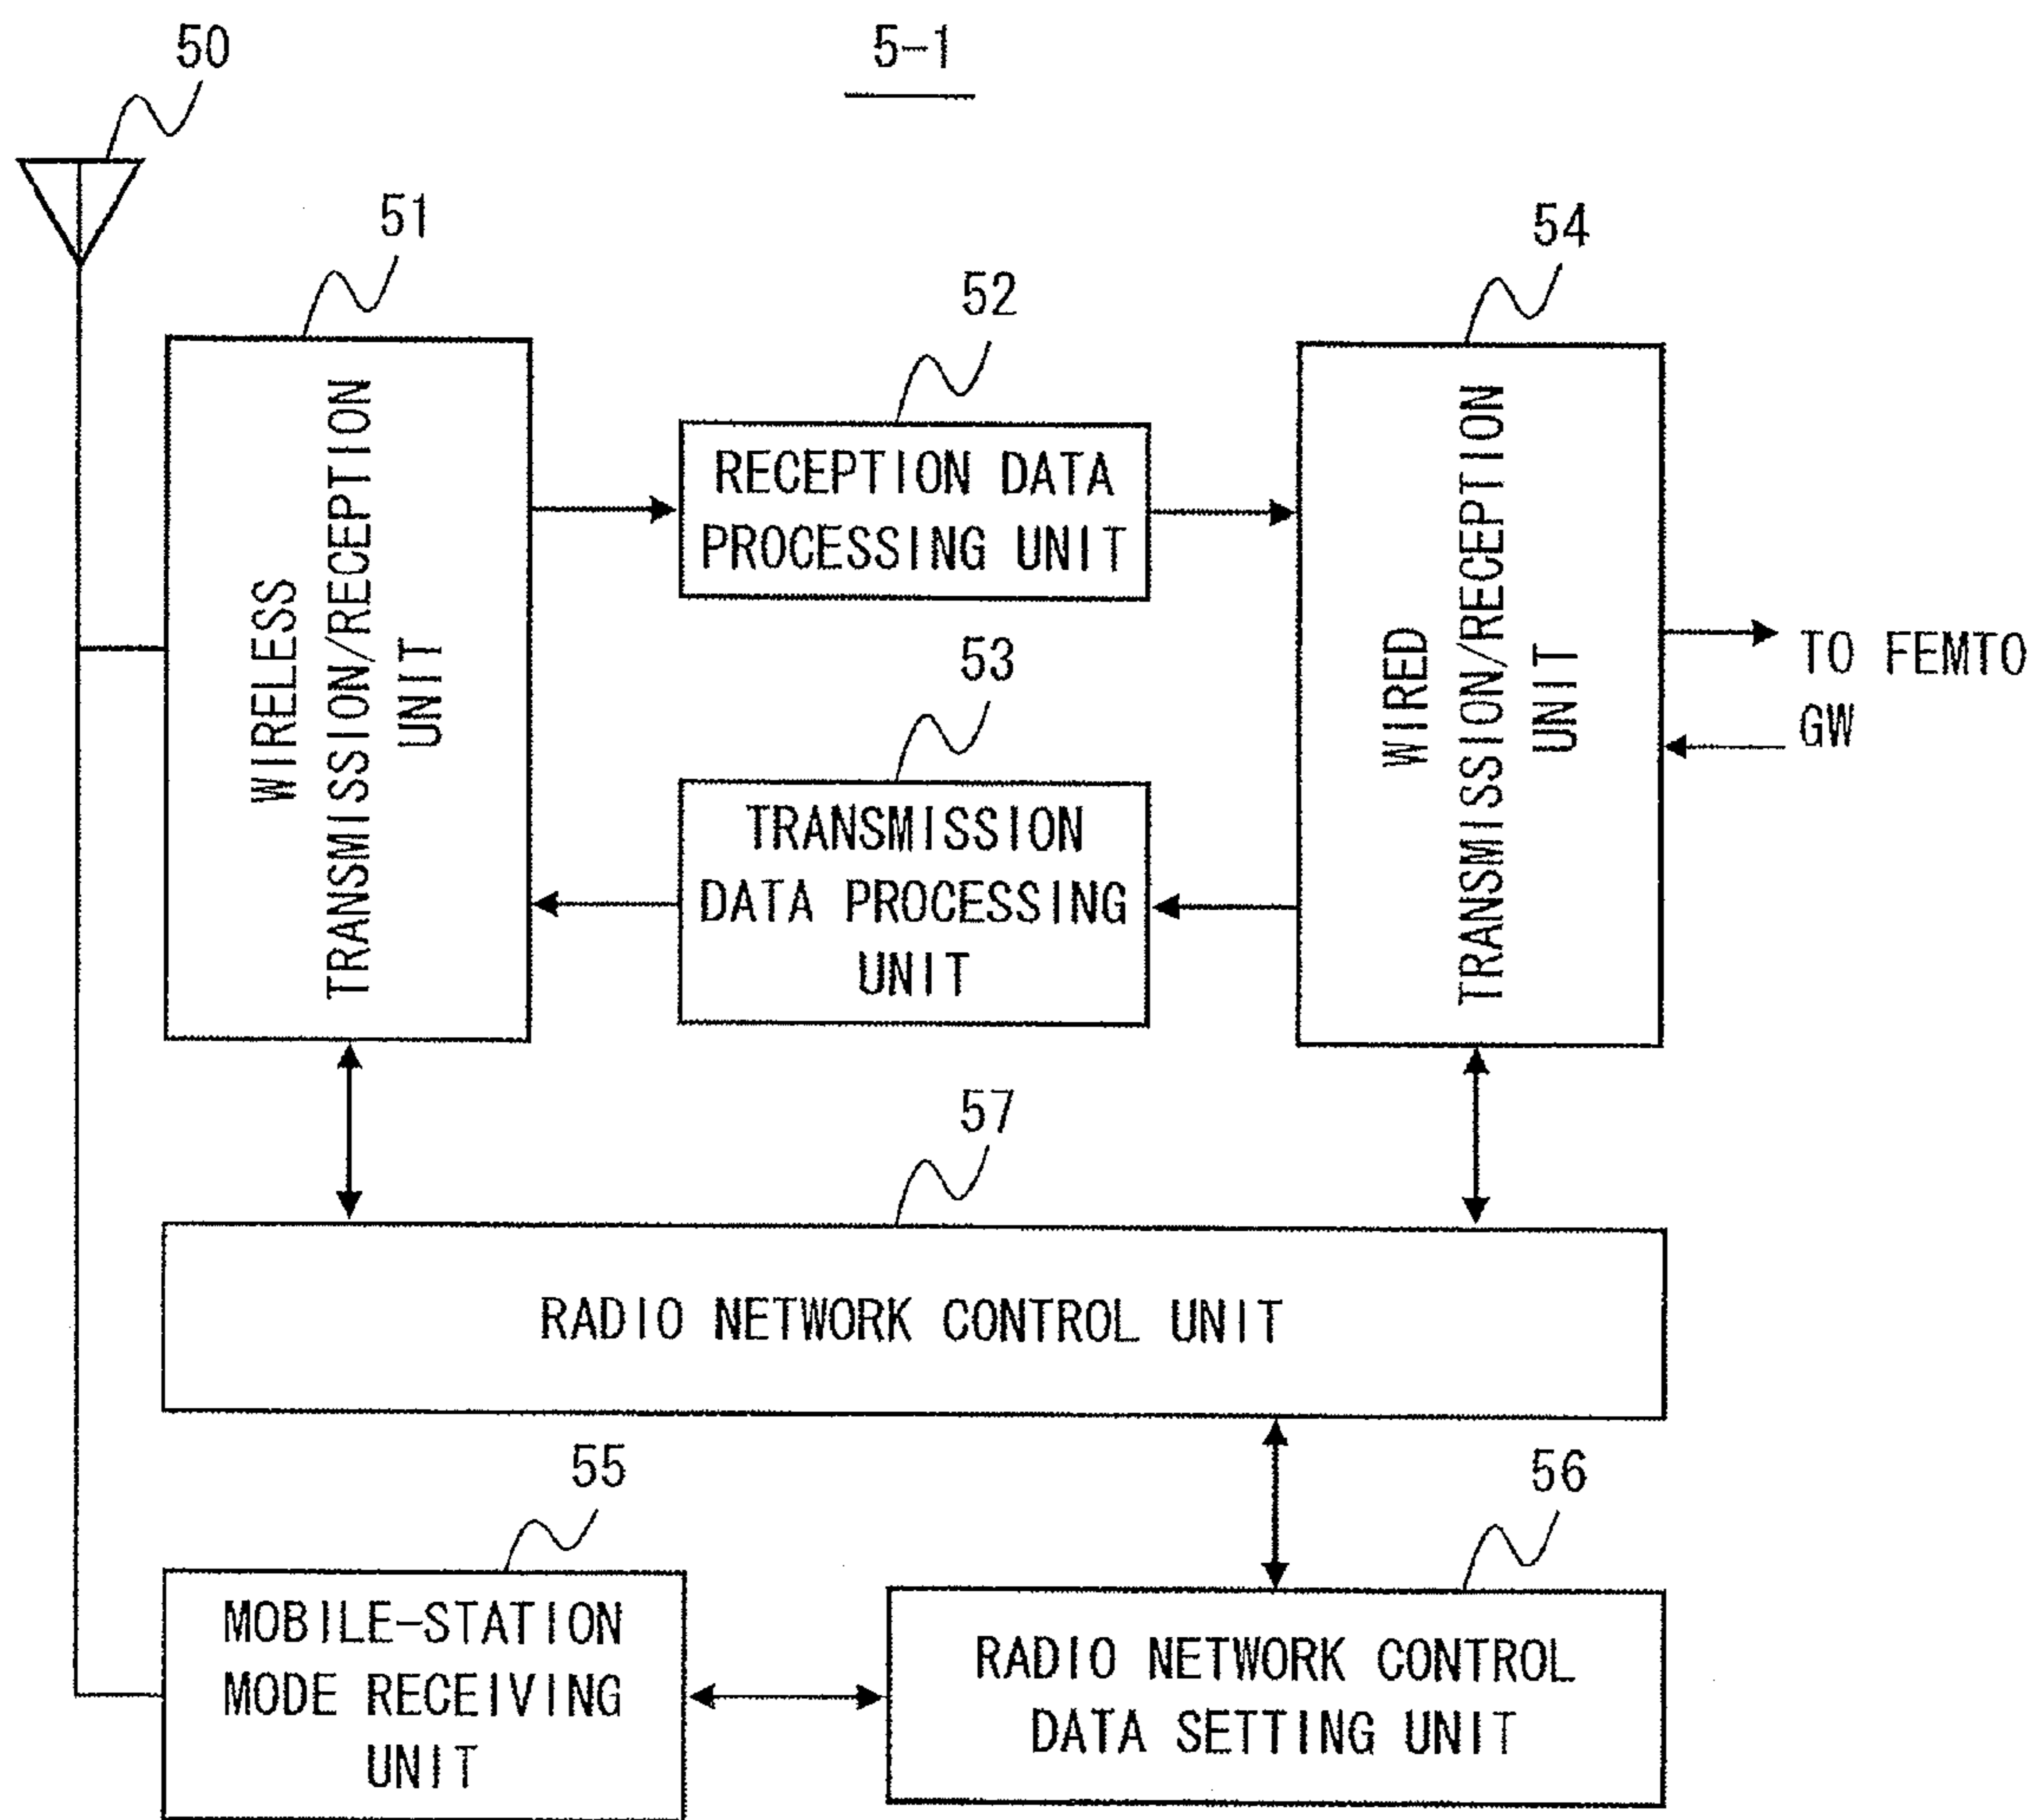 50
5-1
51
54
52
WIRELESS
TRANSMISSION/RECEPTION
UNIT
RECEPTION DATA
PROCESSING UNIT
WIRED
TRANSMISSION/RECEPTION
UNIT
TO FEMTO
GW
53
TRANSMISSION
DATA PROCESSING
UNIT
57
RADIO NETWORK CONTROL UNIT
55
56
MOBILE-STATION
MODE RECEIVING
UNIT
RADIO NETWORK CONTROL
DATA SETTING UNIT